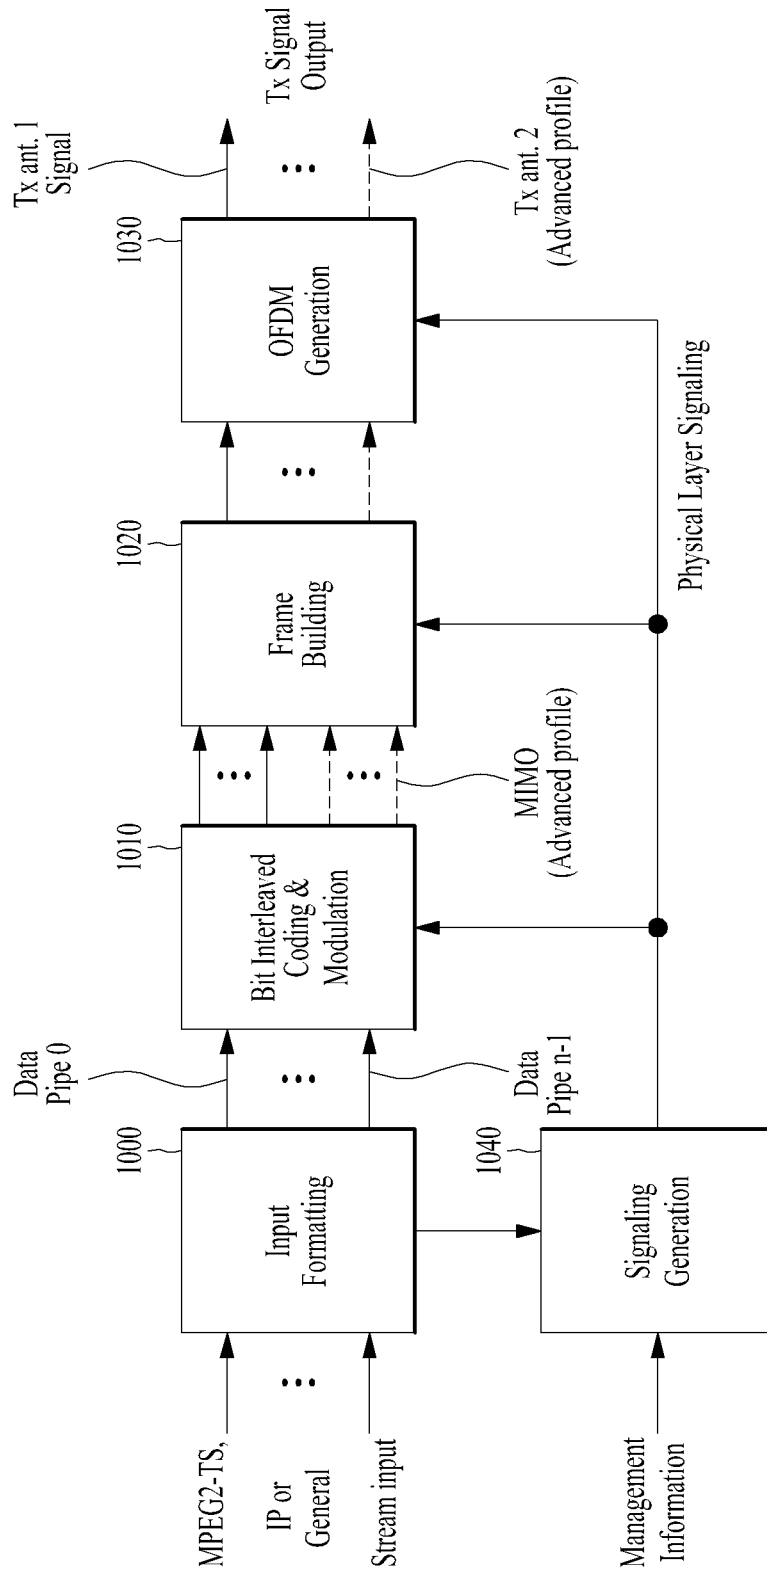 MPEG2-TS,
IP or
General
Stream input
1000
Input
Formatting
Data
Pipe 0
Data
Pipe n-1
1010
Bit Interleaved
Coding &
Modulation
MIMO
(Advanced profile)
1020
Frame
Building
1030
OFDM
Generation
Tx ant. 1
Signal
Tx Signal
Output
Tx ant. 2
(Advanced profile)
Management
Information
1040
Signaling
Generation
Physical Layer Signaling